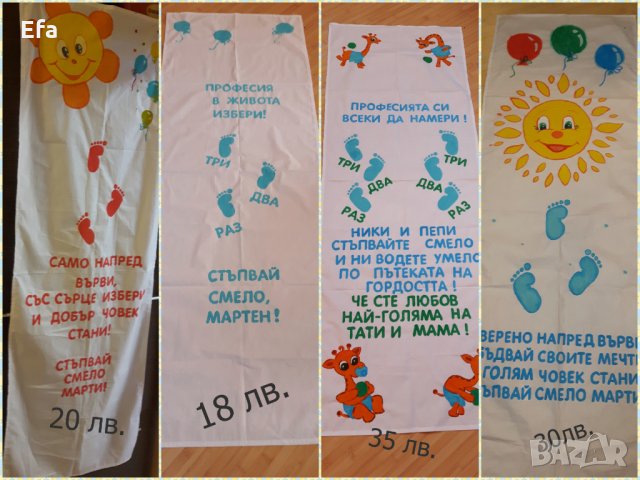 Efa
САМО НАПРЕД
ВЪРВИ,
СЪС СЪРЦЕ ИЗБЕРИ
И ДОБЪР ЧОВЕК
СТАНИ!
СТЪПВАЙ
СМЕЛО
МАРТИ!
20 лв.
ПРОФЕСИЯ
В ЖИВОТА
ИЗБЕРИ!
ТРИ
ДВА
РАЗ
СТЪПВАЙ
СМЕЛО,
МАРТЕН!
18 лв.
ПРОФЕСИЯТА СИ
ВСЕКИ ДА НАМЕРИ!
ТРИ ТРИ
ДВА ДВА
РАЗ РАЗ
НИКИ И ПЕПИ
СТЪПВАЙТЕ СМЕЛО
И НИ ВОДЕТЕ УМЕЛО
ПО ПЪТЕКАТА НА
ГОРДОСТТА!
ЧЕ СТЕ ЛЮБОВ
НАЙ-ГОЛЯМА НА
ТАТИ И МАМА!
35 лв.
ВЕРЕНО НАПРЕД ВЪРВИ
ЪДВАЙ СВОИТЕ МЕЧТ
ГОЛЯМ ЧОВЕК СТАНИ
ЪПВАЙ СМЕЛО МАРТИ
30лв.
BAZAR